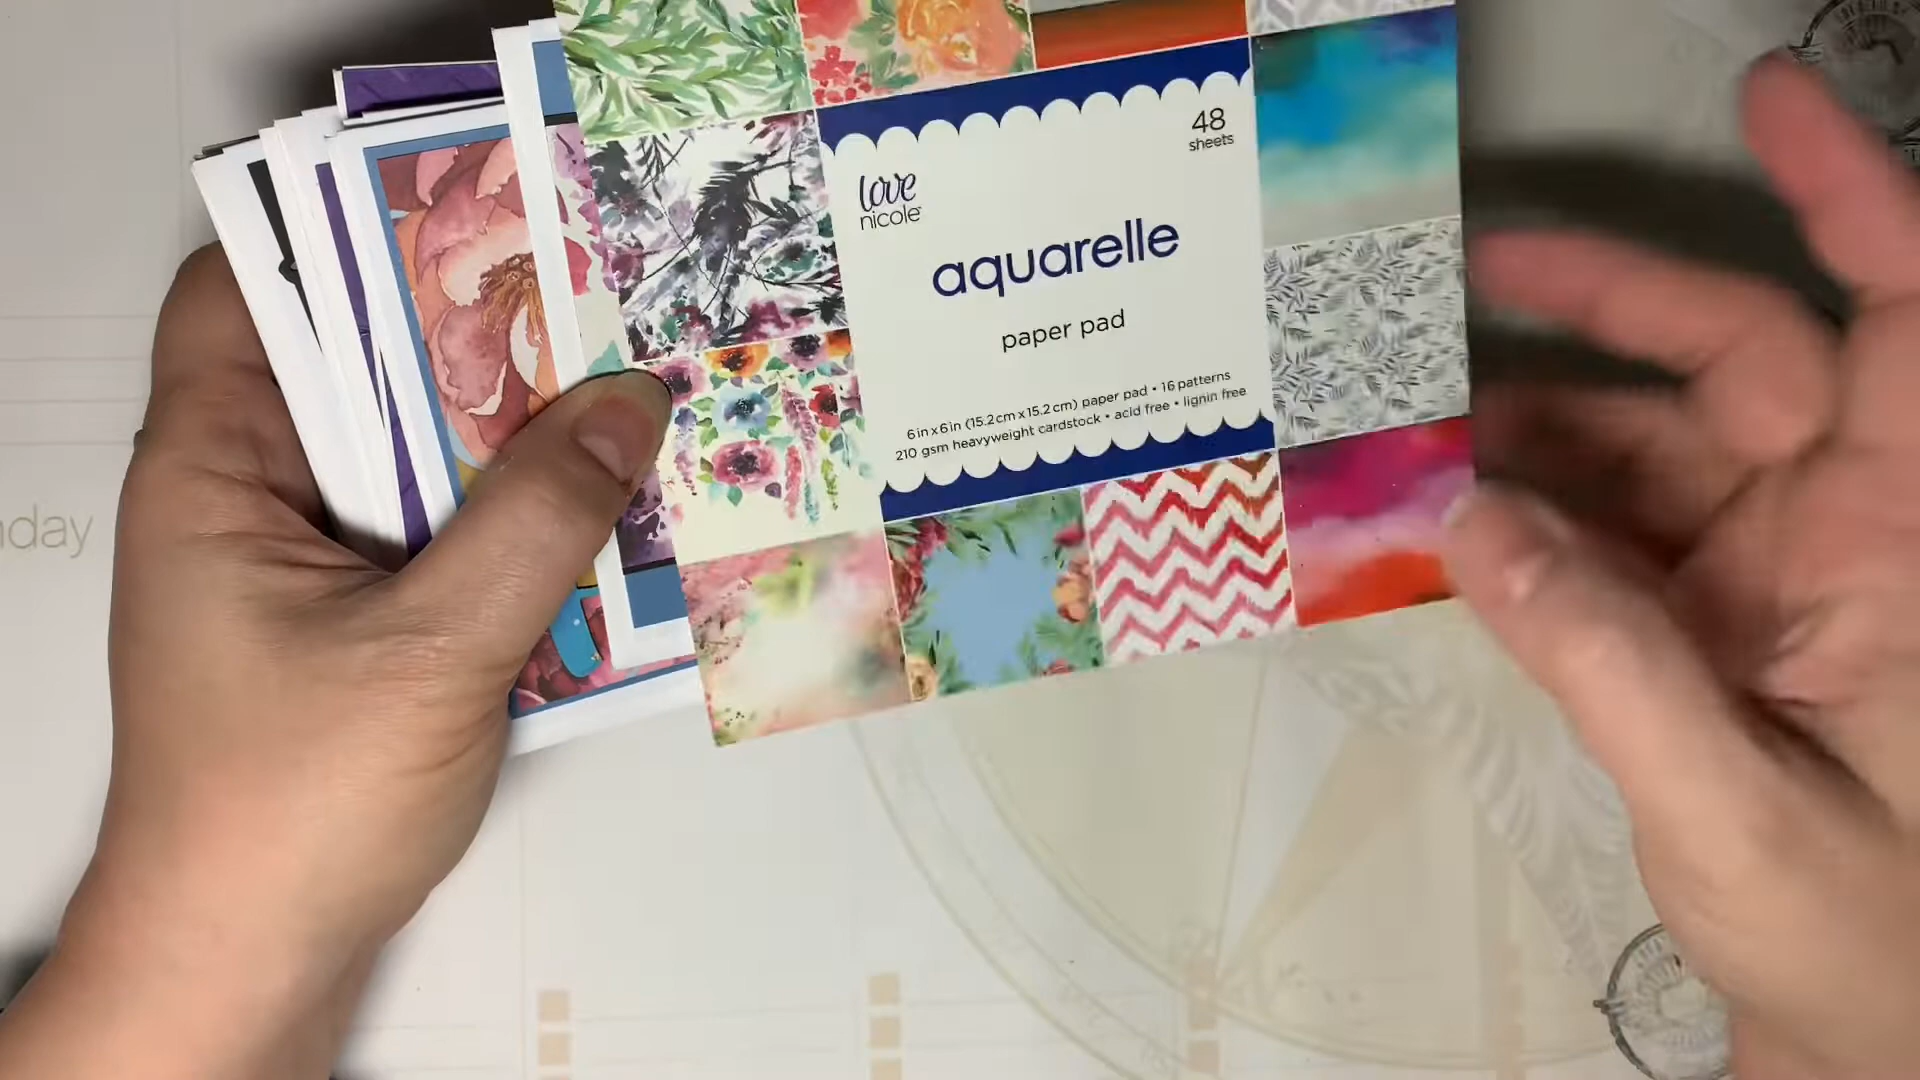 48
sheets
love
nicole
aquarelle
paper pad
6 in x 6 in (15.2 cm x 15.2 cm) paper pad • 16 patterns
210 gsm heavyweight cardstock • acid free • lignin free
nday